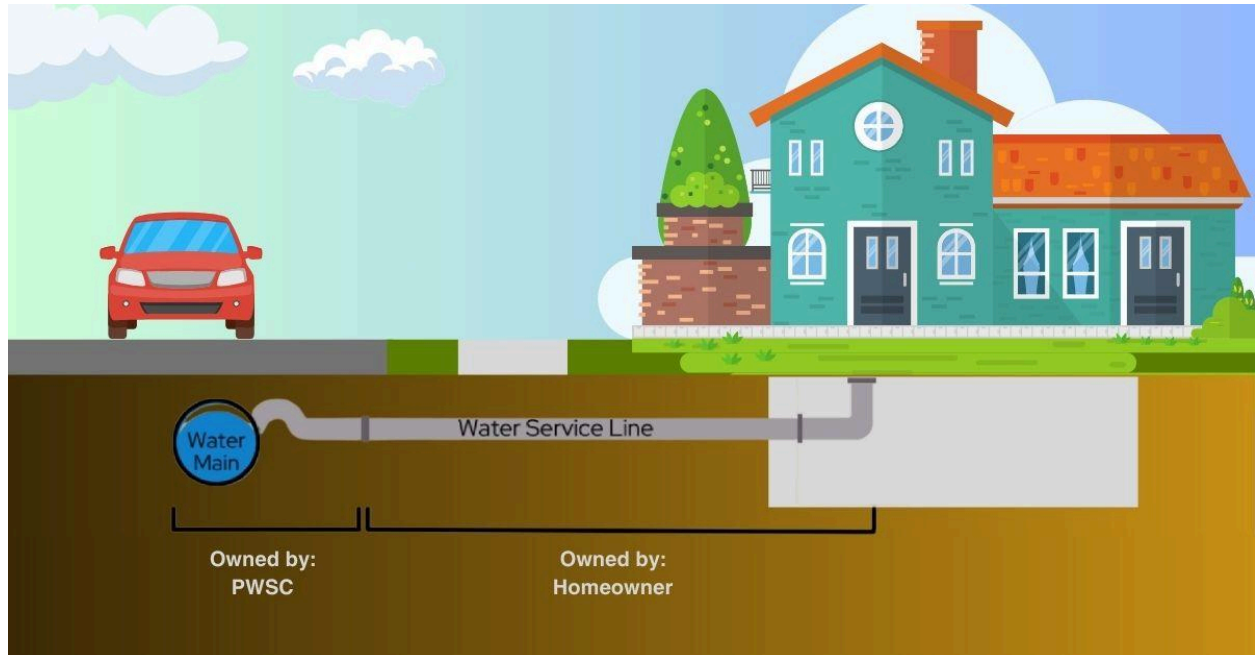 Water
Main
Water Service Line
Owned by:
PWSC
Owned by:
Homeowner